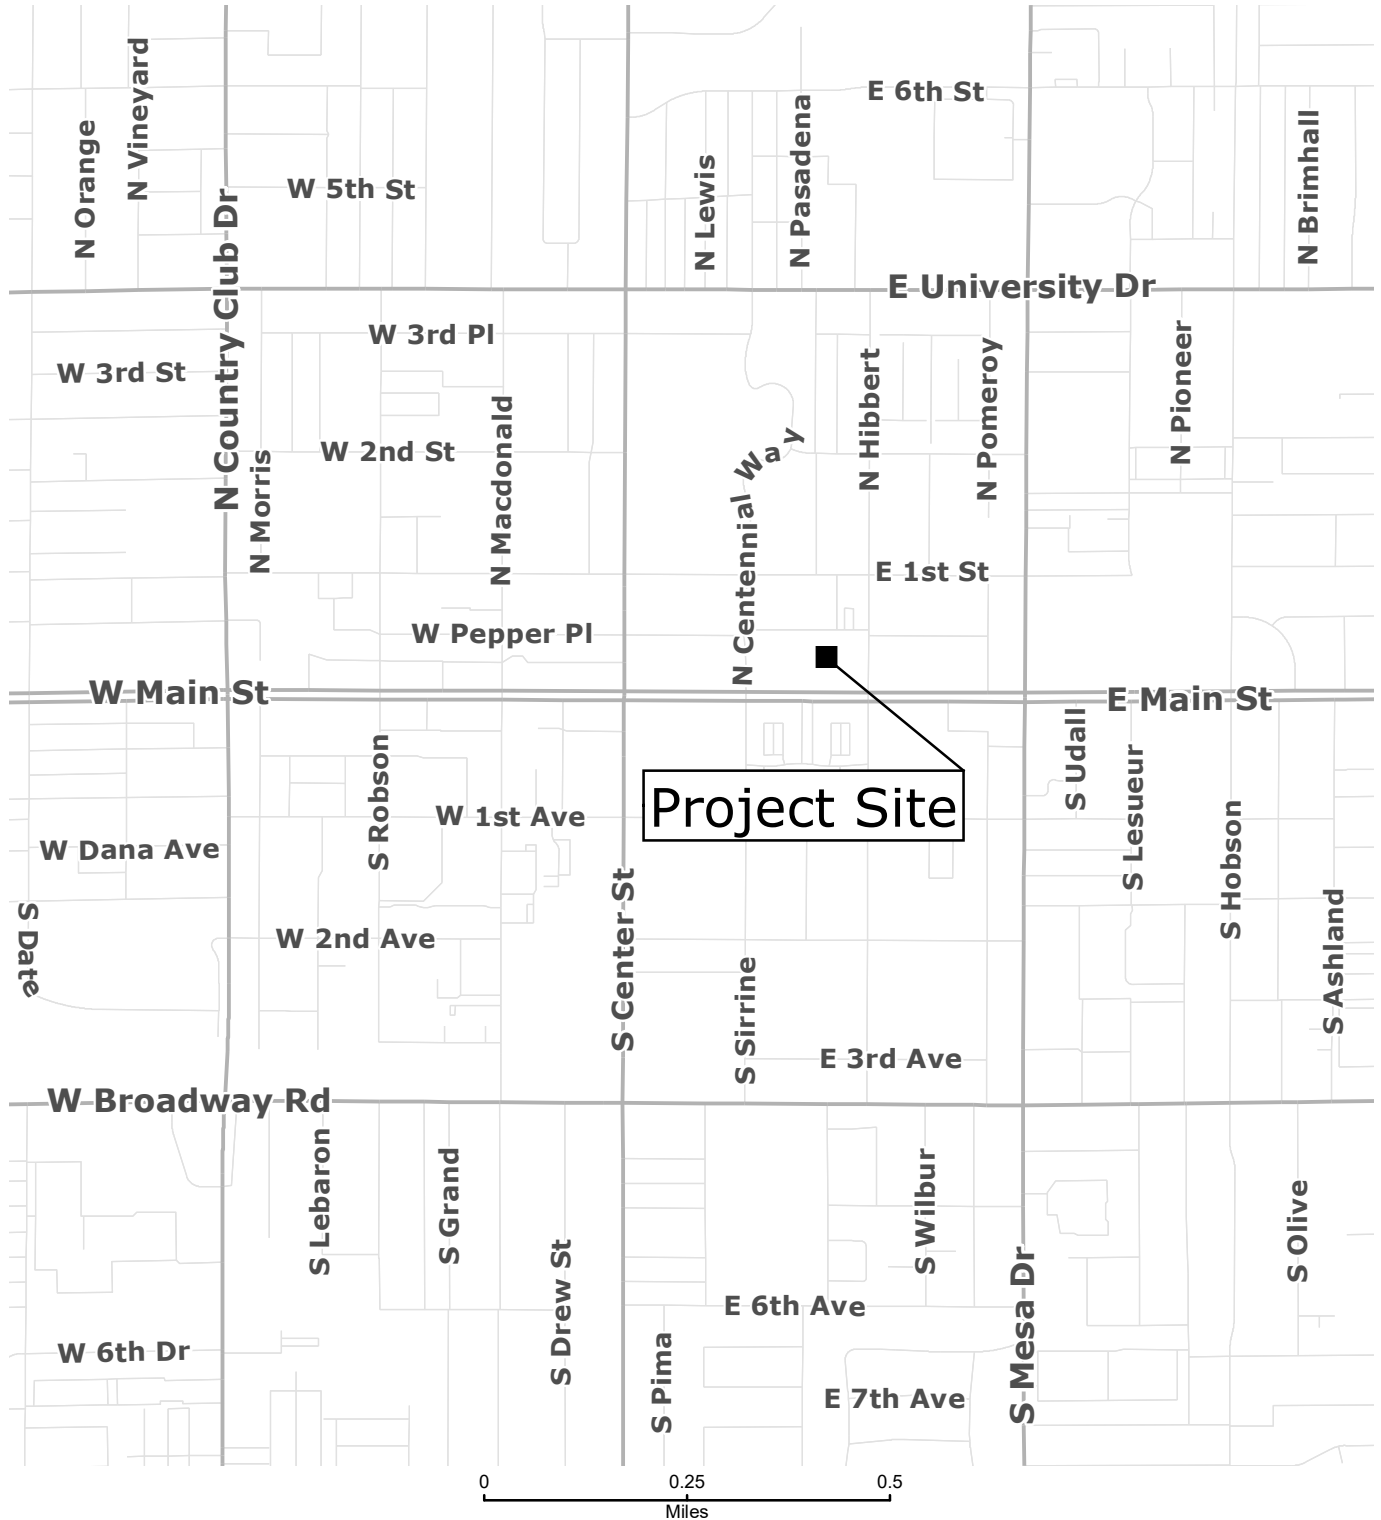 N Vineyard
E 6th St
N Orange
N Pasadena
N Brimhall
N Lewis
W 5th St
N Country Club Dr
E University Dr
W 3rd Pl
W 3rd St
N Hibbert
N Pomeroy
N Pioneer
N Macdonald
W 2nd St
N Morris
N Centennial Way
E 1st St
W Pepper Pl
W Main St
E Main St
S Udall
S Robson
S Lesueur
Project Site
W 1st Ave
W Dana Ave
S Hobson
S Center St
S Date
S Ashland
W 2nd Ave
S Sirrine
E 3rd Ave
W Broadway Rd
S Lebaron
S Grand
S Wilbur
S Olive
S Drew St
S Mesa Dr
E 6th Ave
W 6th Dr
S Pima
E 7th Ave
0 0.25 0.5
Miles